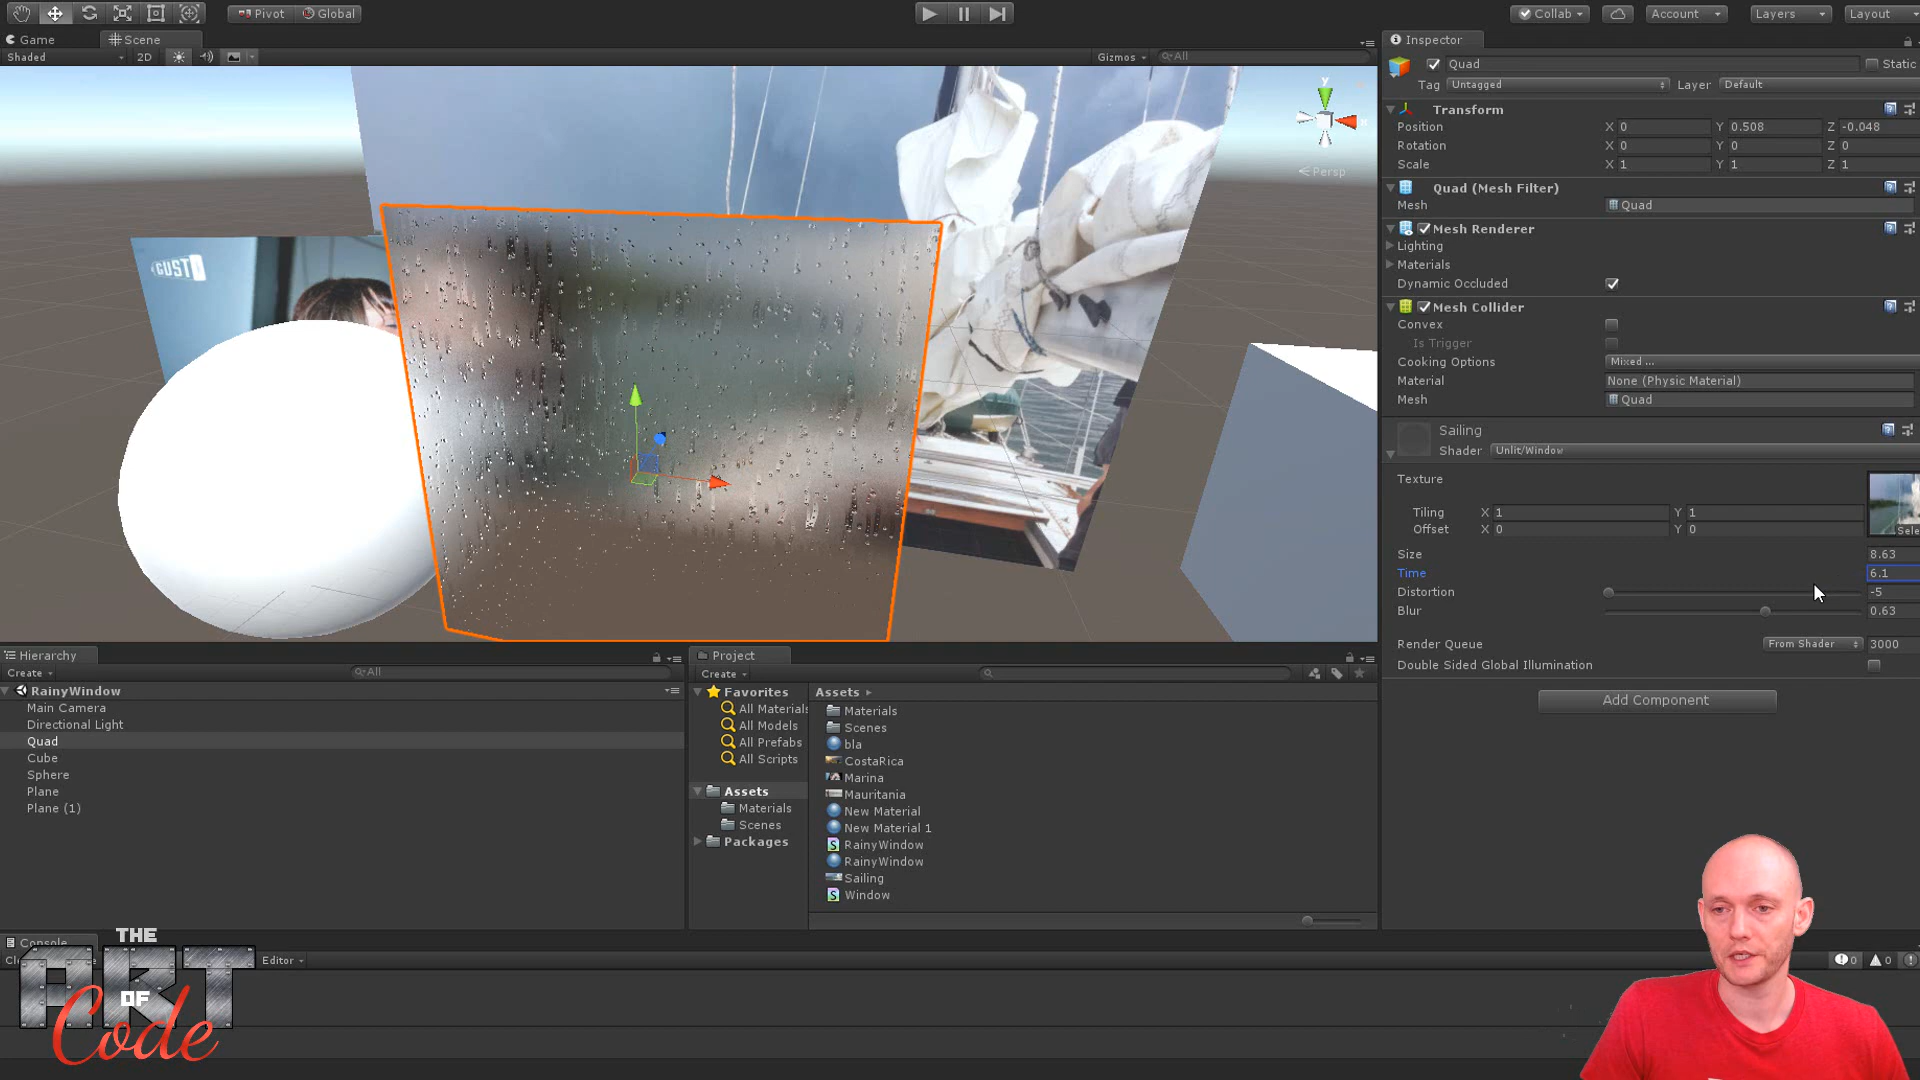 Pivot Global
Collab Account Layers Layout
Game Scene
Shaded 2D Gizmos All
Inspector
Quad Static
Tag Untagged Layer Default
Transform
Position X 0 Y 0.508 Z -0.048
Rotation X 0 Y 0 Z 0
Scale X 1 Y 1 Z 1
Quad (Mesh Filter)
Mesh Quad
Mesh Renderer
Lighting
Materials
Dynamic Occluded
Mesh Collider
Convex
Is Trigger
Cooking Options Mixed ...
Material None (Physic Material)
Mesh Quad
Sailing
Shader Unlit/Window
Texture
Tiling X 1 Y 1
Offset X 0 Y 0
Sele
Size 8.63
Time 6.1
Distortion -5
Blur 0.63
Render Queue From Shader 3000
Double Sided Global Illumination
Add Component
y
x
Persp
GUST
Hierarchy
Create All
RainyWindow
Main Camera
Directional Light
Quad
Cube
Sphere
Plane
Plane (1)
Project
Create
Favorites
All Materials
All Models
All Prefabs
All Scripts
Assets
Materials
Scenes
Packages
Assets
Materials
Scenes
bla
CostaRica
Marina
Mauritania
New Material
New Material 1
RainyWindow
RainyWindow
Sailing
Window
Console
Editor
0 0
THE
ART
OF
Code